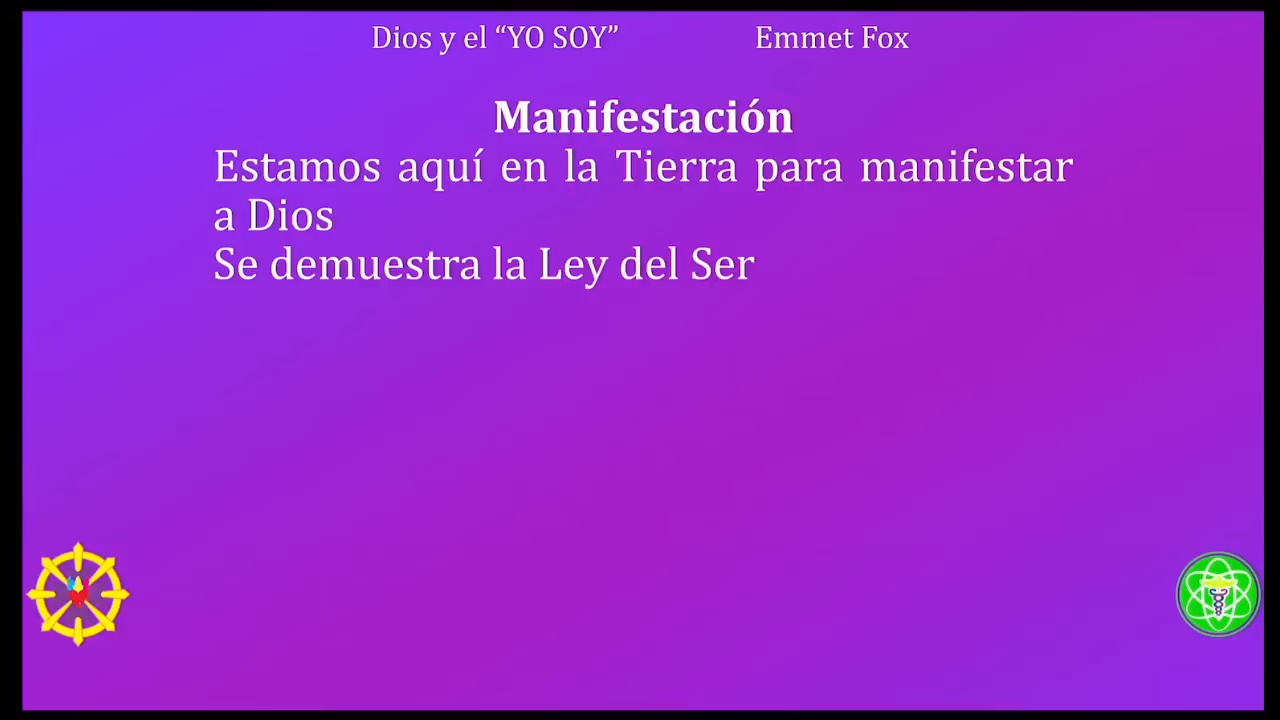 Dios y el “YO SOY” Emmet Fox
Manifestación
Estamos aquí en la Tierra para manifestar
a Dios
Se demuestra la Ley del Ser